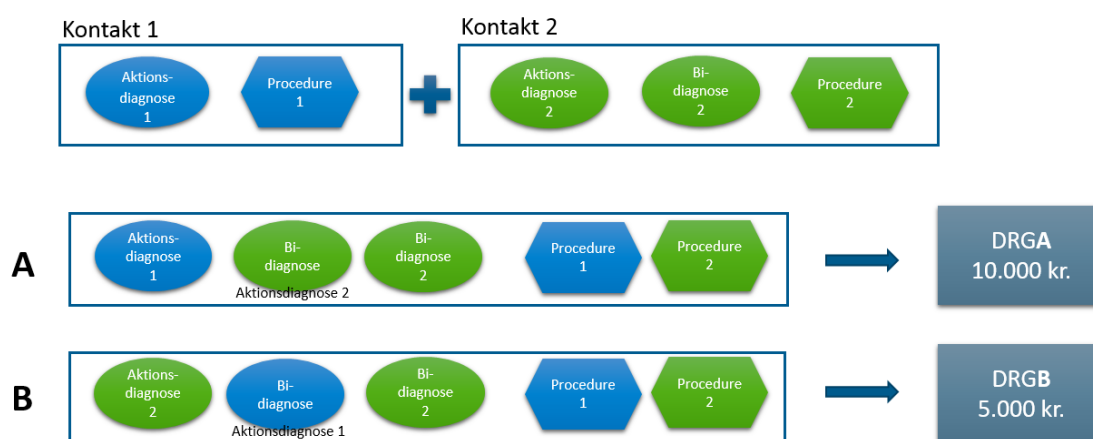 Kontakt 1
Kontakt 2
Aktions-
diagnose
1
Procedure
1
Aktions-
diagnose
2
Bi-
diagnose
2
Procedure
2
A
Aktions-
diagnose
1
Bi-
diagnose
Aktionsdiagnose 2
Bi-
diagnose
2
Procedure
1
Procedure
2
DRGA
10.000 kr.
B
Aktions-
diagnose
2
Bi-
diagnose
Aktionsdiagnose 1
Bi-
diagnose
2
Procedure
1
Procedure
2
DRGB
5.000 kr.